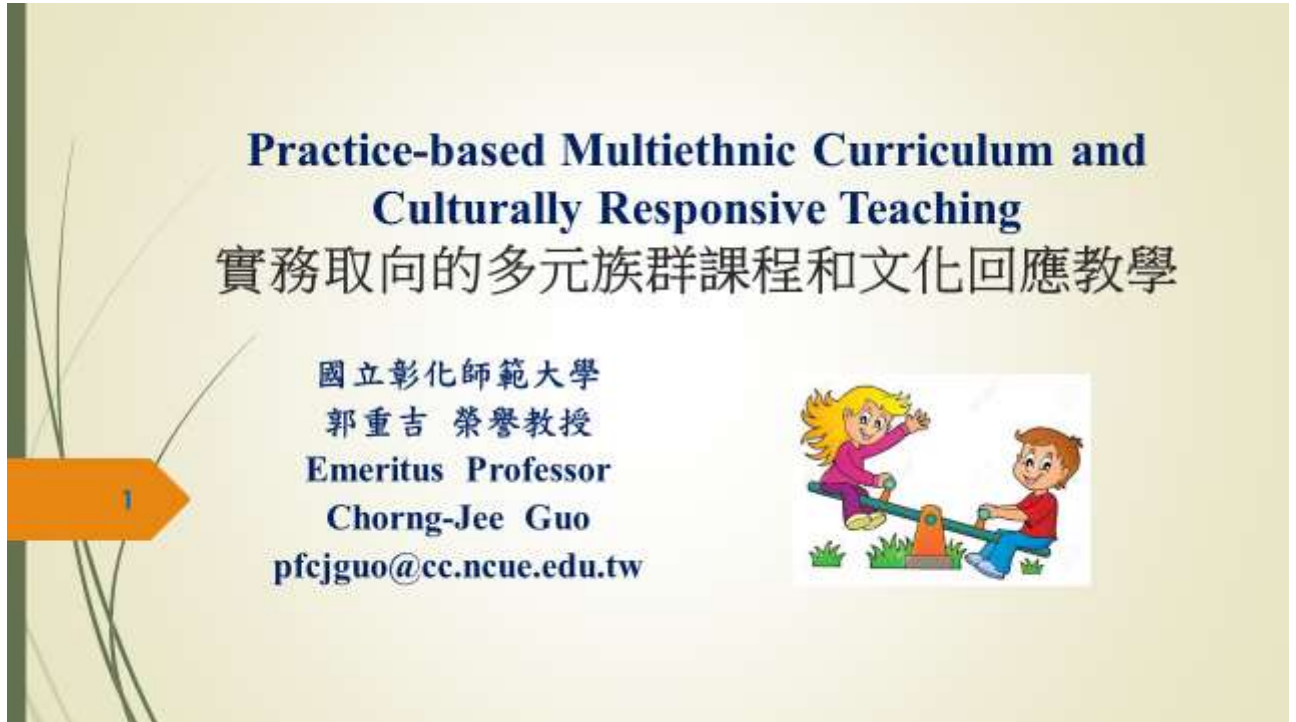 Practice-based Multiethnic Curriculum and
Culturally Responsive Teaching
實務取向的多元族群課程和文化回應教學
國立彰化師範大學
郭重吉 榮譽教授
Emeritus Professor
Chorng-Jee Guo
pfcjguo@cc.ncue.edu.tw
1